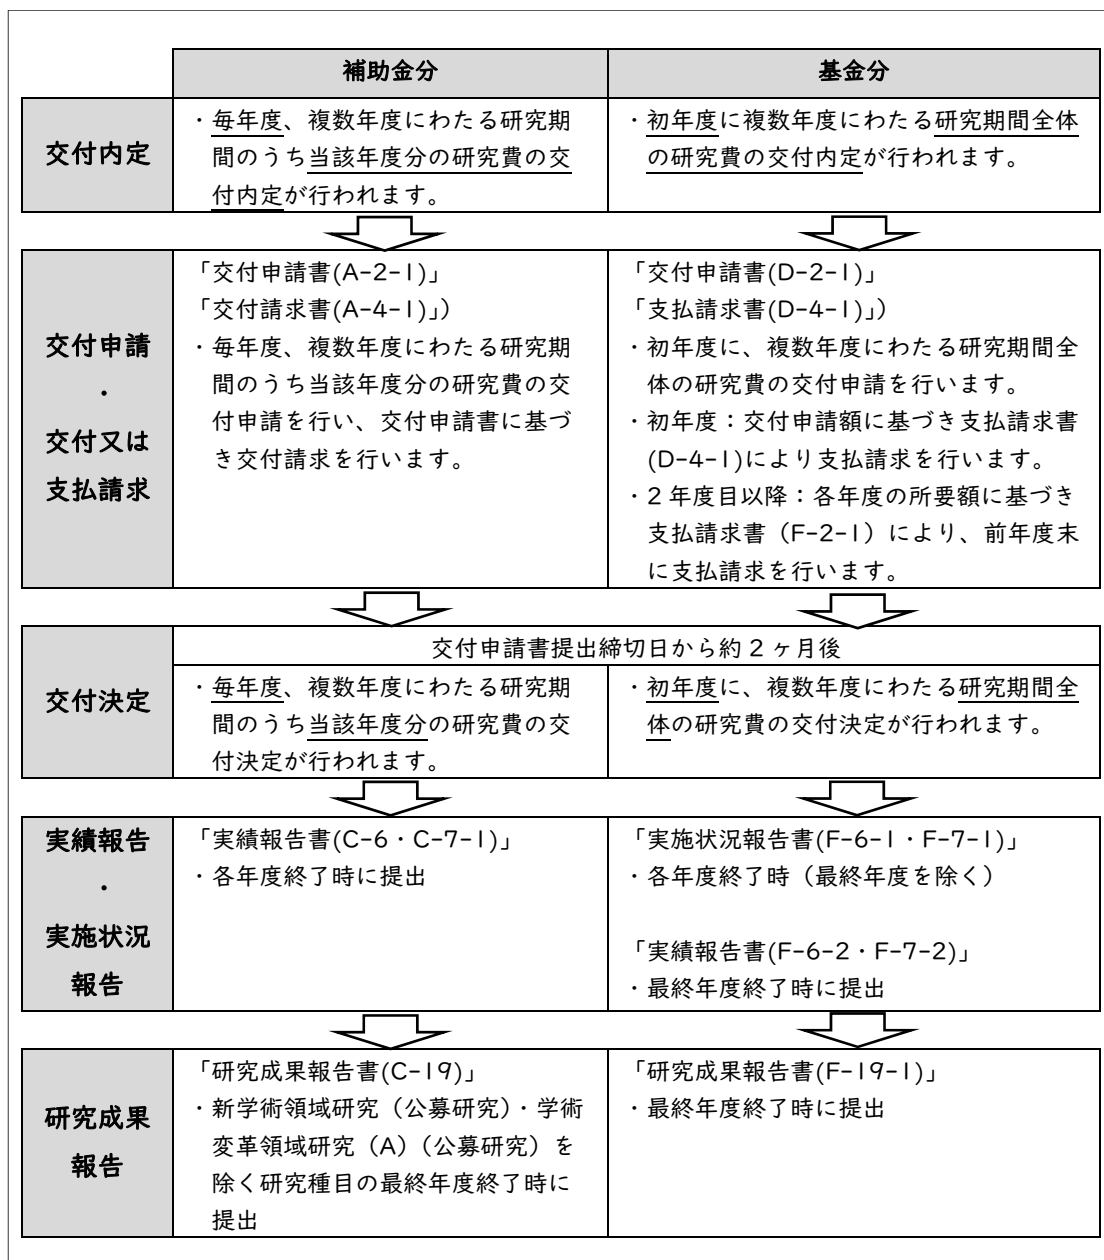 補助金分
基金分
交付内定
・毎年度、複数年度にわたる研究期
間のうち当該年度分の研究費の交
付内定が行われます。
・初年度に複数年度にわたる研究期間全体
の研究費の交付内定が行われます。
交付申請
・
交付又は
支払請求
「交付申請書(A-2-1)」
「交付請求書(A-4-1)」)
・毎年度、複数年度にわたる研究期
間のうち当該年度分の研究費の交
付申請を行い、交付申請書に基づ
き交付請求を行います。
「交付申請書(D-2-1)」
「支払請求書(D-4-1)」)
・初年度に、複数年度にわたる研究期間全
体の研究費の交付申請を行います。
・初年度:交付申請額に基づき支払請求書
(D-4-1)により支払請求を行います。
・2 年度目以降:各年度の所要額に基づき
支払請求書(F-2-1)により、前年度末
に支払請求を行います。
交付決定
交付申請書提出締切日から約 2 ヶ月後
・毎年度、複数年度にわたる研究期
間のうち当該年度分の研究費の交
付決定が行われます。
・初年度に、複数年度にわたる研究期間全
体の研究費の交付決定が行われます。
実績報告
・
実施状況
報告
「実績報告書(C-6・C-7-1)」
・各年度終了時に提出
「実施状況報告書(F-6-1・F-7-1)」
・各年度終了時(最終年度を除く)
「実績報告書(F-6-2・F-7-2)」
・最終年度終了時に提出
研究成果
報告
「研究成果報告書(C-19)」
・新学術領域研究(公募研究)・学術
変革領域研究(A)(公募研究)を
除く研究種目の最終年度終了時に
提出
「研究成果報告書(F-19-1)」
・最終年度終了時に提出